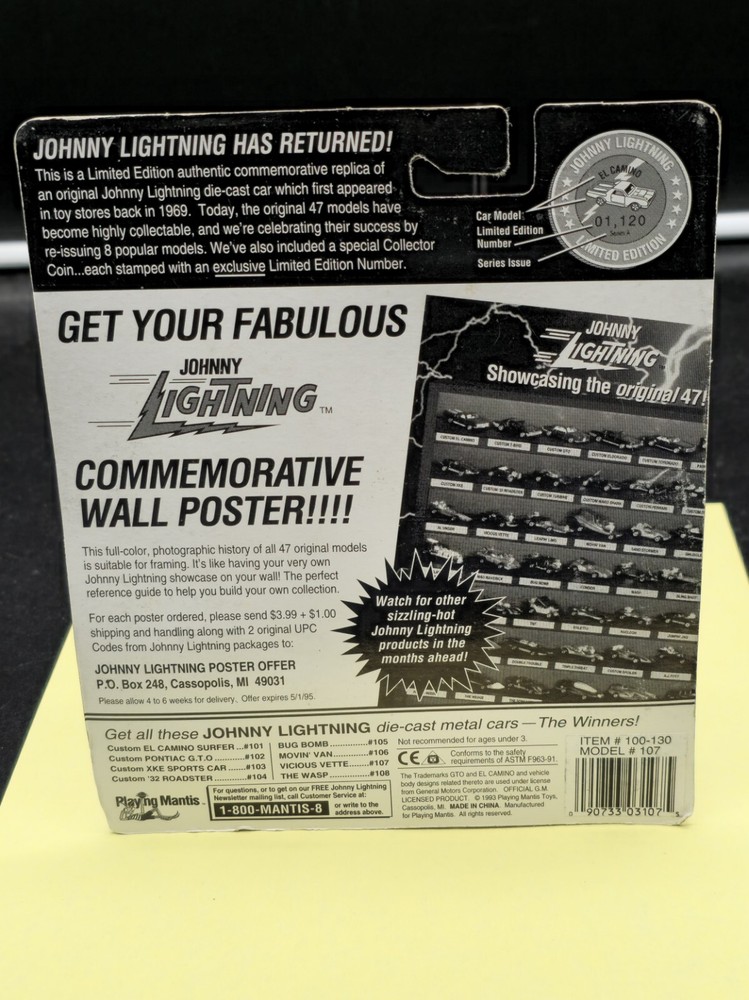 JOHNNY LIGHTNING HAS RETURNED!
This is a Limited Edition authentic commemorative replica of
an original Johnny Lightning die-cast car which first appeared
in toy stores back in 1969. Today, the original 47 models have
become highly collectable, and we're celebrating their success by
re-issuing 8 popular models. We've also included a special Collector
Coin...each stamped with an exclusive Limited Edition Number.
Car Model
Limited Edition
Number
Series Issue
JOHNNY LIGHTNING
EL CAMINO
01,120
LIMITED EDITION
GET YOUR FABULOUS
JOHNNY
LIGHTNING TM
COMMEMORATIVE
WALL POSTER!!!!
This full-color, photographic history of all 47 original models
is suitable for framing. It's like having your very own
Johnny Lightning showcase on your wall! The perfect
reference guide to help you build your own collection.
For each poster ordered, please send $3.99 + $1.00
shipping and handling along with 2 original UPC
Codes from Johnny Lightning packages to:
JOHNNY LIGHTNING POSTER OFFER
P.O. Box 248, Cassopolis, MI 49031
Please allow 4 to 6 weeks for delivery. Offer expires 5/1/95.
JOHNNY
LIGHTNING
Showcasing the original 47!
CUSTOM EL CAMINO
CUSTOM T-BIRD
CUSTOM GTO
CUSTOM ELDORADO
CUSTOM TORONADO
Watch for other
sizzling-hot
Johnny Lightning
products in the
months ahead!
Get all these JOHNNY LIGHTNING die-cast metal cars — The Winners!
Custom EL CAMINO SURFER ...#101
Custom PONTIAC G.T.O. ...........#102
Custom XKE SPORTS CAR .....#103
Custom '32 ROADSTER ............#104
BUG BOMB............#105
MOVIN' VAN...........#106
VICIOUS VETTE.....#107
THE WASP.............#108
Playing Mantis
For questions, or to get on our FREE Johnny Lightning
Newsletter mailing list, call Customer Service at:
1-800-MANTIS-8
or write to the
address above.
Not recommended for ages under 3.
CE
Conforms to the safety
requirements of ASTM F963-91.
The Trademarks GTO and EL CAMINO and vehicle
body designs related thereto are used under license
from General Motors Corporation. OFFICIAL G.M.
LICENSED PRODUCT. © 1993 Playing Mantis Toys,
Cassopolis, MI. MADE IN CHINA. Manufactured
for Playing Mantis. All rights reserved.
ITEM # 100-130
MODEL # 107
0 90733 03107